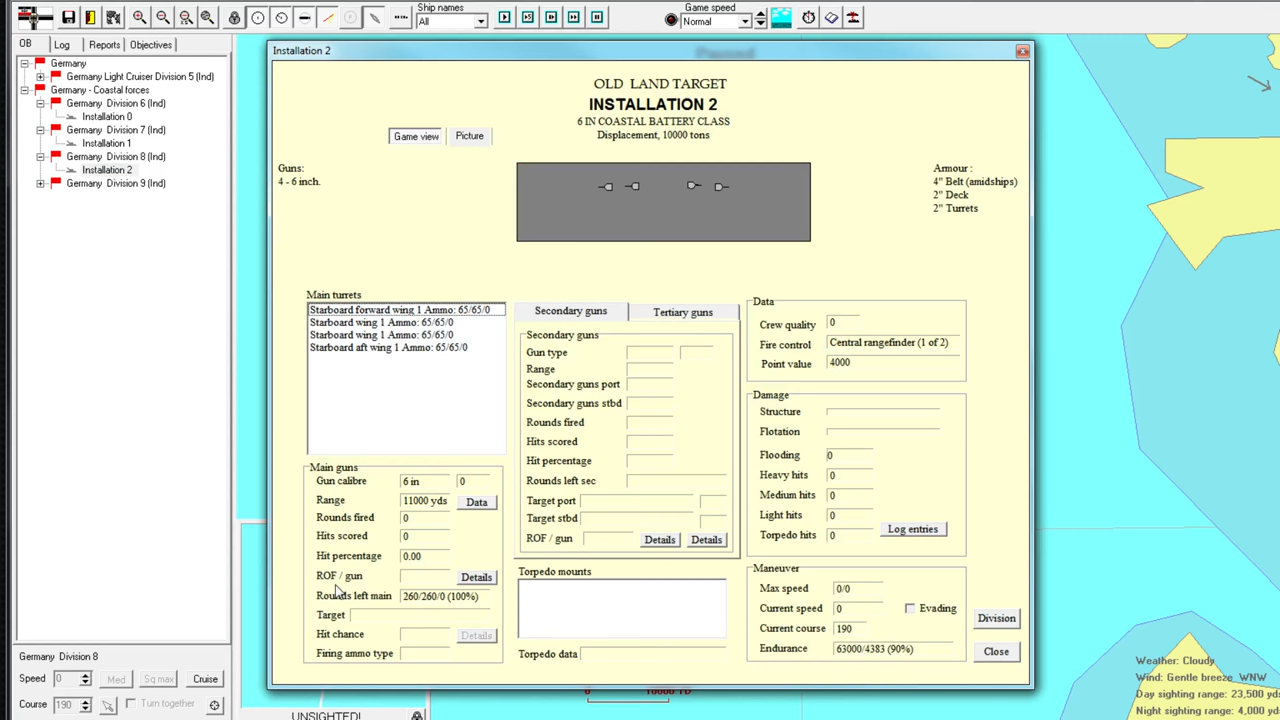 Ship names
All
Game speed
Normal
OB
Log
Reports
Objectives
Germany
Germany Light Cruiser Division 5 (Ind)
Germany - Coastal forces
Germany Division 6 (Ind)
Installation 0
Germany Division 7 (Ind)
Installation 1
Germany Division 8 (Ind)
Installation 2
Germany Division 9 (Ind)
Germany Division 8
Speed 0 Med Sq max Cruise
Course 190 Turn together
Paused
Installation 2
OLD LAND TARGET
INSTALLATION 2
6 IN COASTAL BATTERY CLASS
Displacement, 10000 tons
Game view Picture
Guns:
4 - 6 inch.
Armour :
4" Belt (amidships)
2" Deck
2" Turrets
Main turrets
Starboard forward wing 1 Ammo: 65/65/0
Starboard wing 1 Ammo: 65/65/0
Starboard wing 1 Ammo: 65/65/0
Starboard aft wing 1 Ammo: 65/65/0
Main guns
Gun calibre 6 in 0
Range 11000 yds Data
Rounds fired 0
Hits scored 0
Hit percentage 0.00
ROF / gun Details
Rounds left main 260/260/0 (100%)
Target
Hit chance Details
Firing ammo type
Secondary guns Tertiary guns
Secondary guns
Gun type
Range
Secondary guns port
Secondary guns stbd
Rounds fired
Hits scored
Hit percentage
Rounds left sec
Target port
Target stbd
ROF / gun Details Details
Torpedo mounts
Torpedo data
Data
Crew quality 0
Fire control Central rangefinder (1 of 2)
Point value 4000
Damage
Structure
Flotation
Flooding 0
Heavy hits 0
Medium hits 0
Light hits 0
Torpedo hits 0
Log entries
Maneuver
Max speed 0/0
Current speed 0 Evading
Current course 190
Endurance 63000/4383 (90%)
Division
Close
0 10000 YD
UNSIGHTED!
Weather: Cloudy
Wind: Gentle breeze WNW
Day sighting range: 23,500 yds
Night sighting range: 4,000 yds